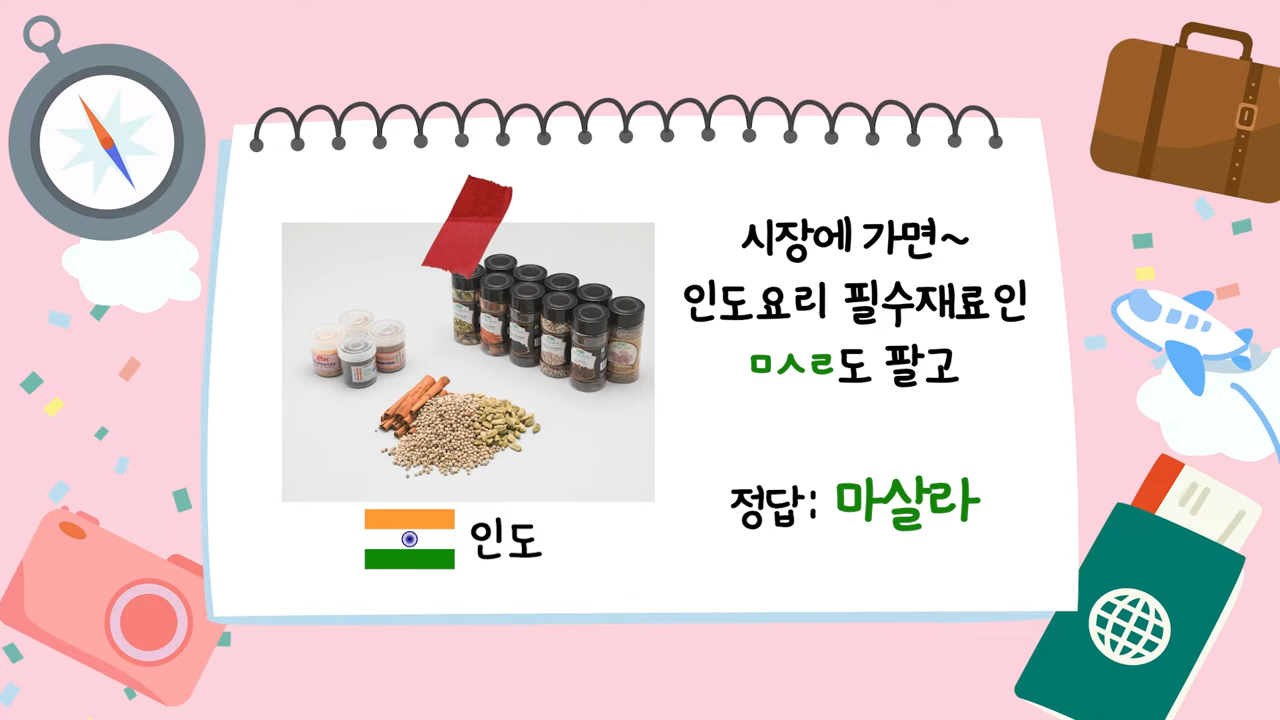 시장에 가면~
인도요리 필수재료인
ㅁㅅㄹ도 팔고
정답: 마살라
인도